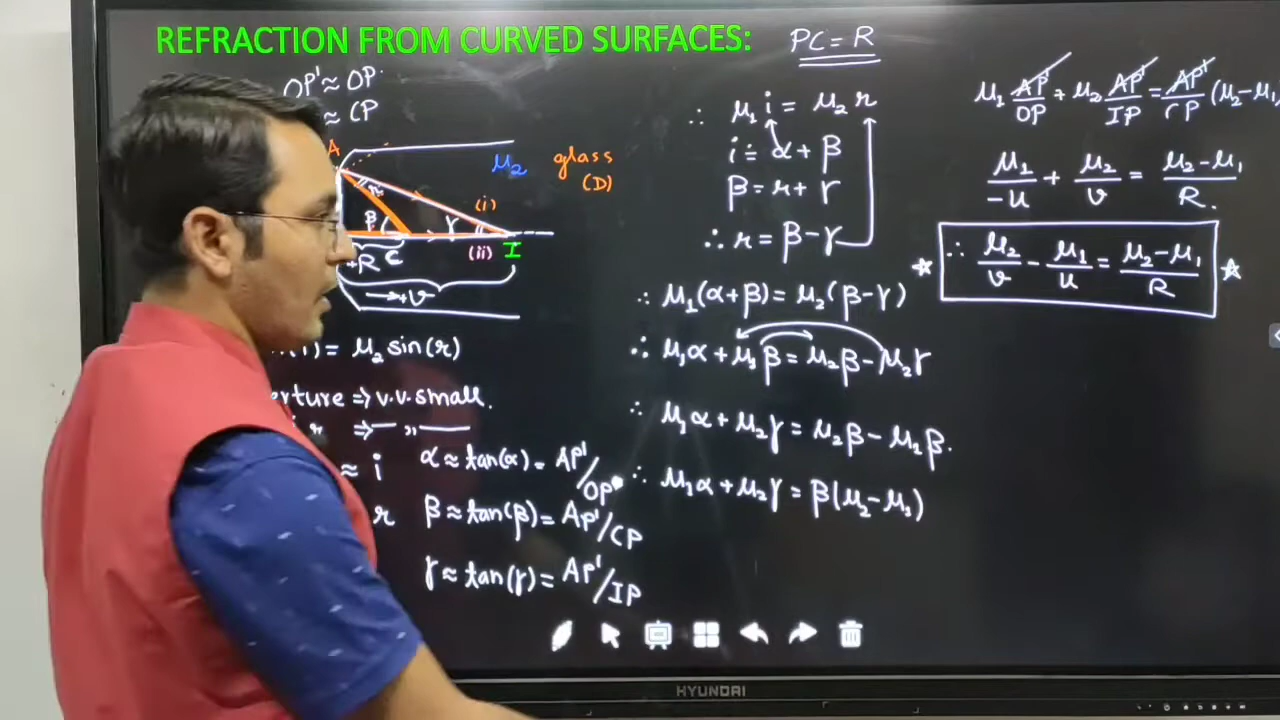 REFRACTION FROM CURVED SURFACES:
PC = R
OP' ≈ OP
≈ CP
A
μ₂
glass
(D)
r
β
γ
(i)
(ii)
I
+R
C
+v
= μ₂ sin(r)
erture ⇒ v.v.small.
r ⇒ — „ —
≈ i
r
α ≈ tan(α) = AP'/OP
β ≈ tan(β) = AP'/CP
γ ≈ tan(γ) = AP'/IP
∴ μ₁ i = μ₂ r
i = α + β
β = r + γ
∴ r = β - γ
∴ μ₁(α+β) = μ₂(β-γ)
∴ μ₁α + μ₁β = μ₂β - μ₂γ
∴ μ₁α + μ₂γ = μ₂β - μ₁β.
∴ μ₁α + μ₂γ = β(μ₂-μ₁)
μ₁ AP'/OP + μ₂ AP'/IP = AP'/CP (μ₂-μ₁
μ₁/-u + μ₂/v = μ₂-μ₁/R.
∴ μ₂/v - μ₁/u = μ₂-μ₁/R
HYUNDAI